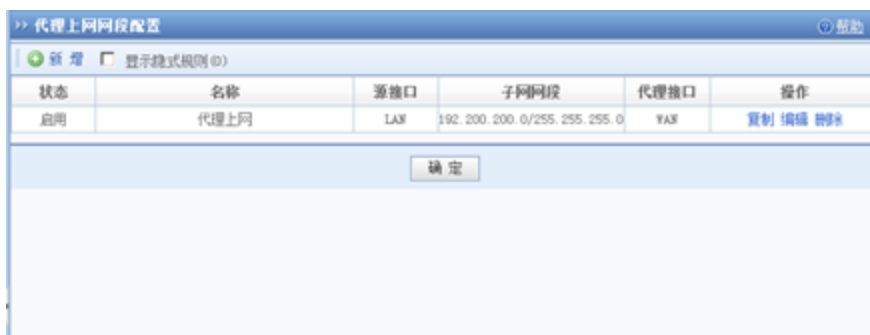 ›› 代理上网网段配置 帮助
新增 显示隐式规则(0)
状态 名称 源接口 子网网段 代理接口 操作
启用 代理上网 LAN 192.200.200.0/255.255.255.0 WAN 复制 编辑 删除
确定